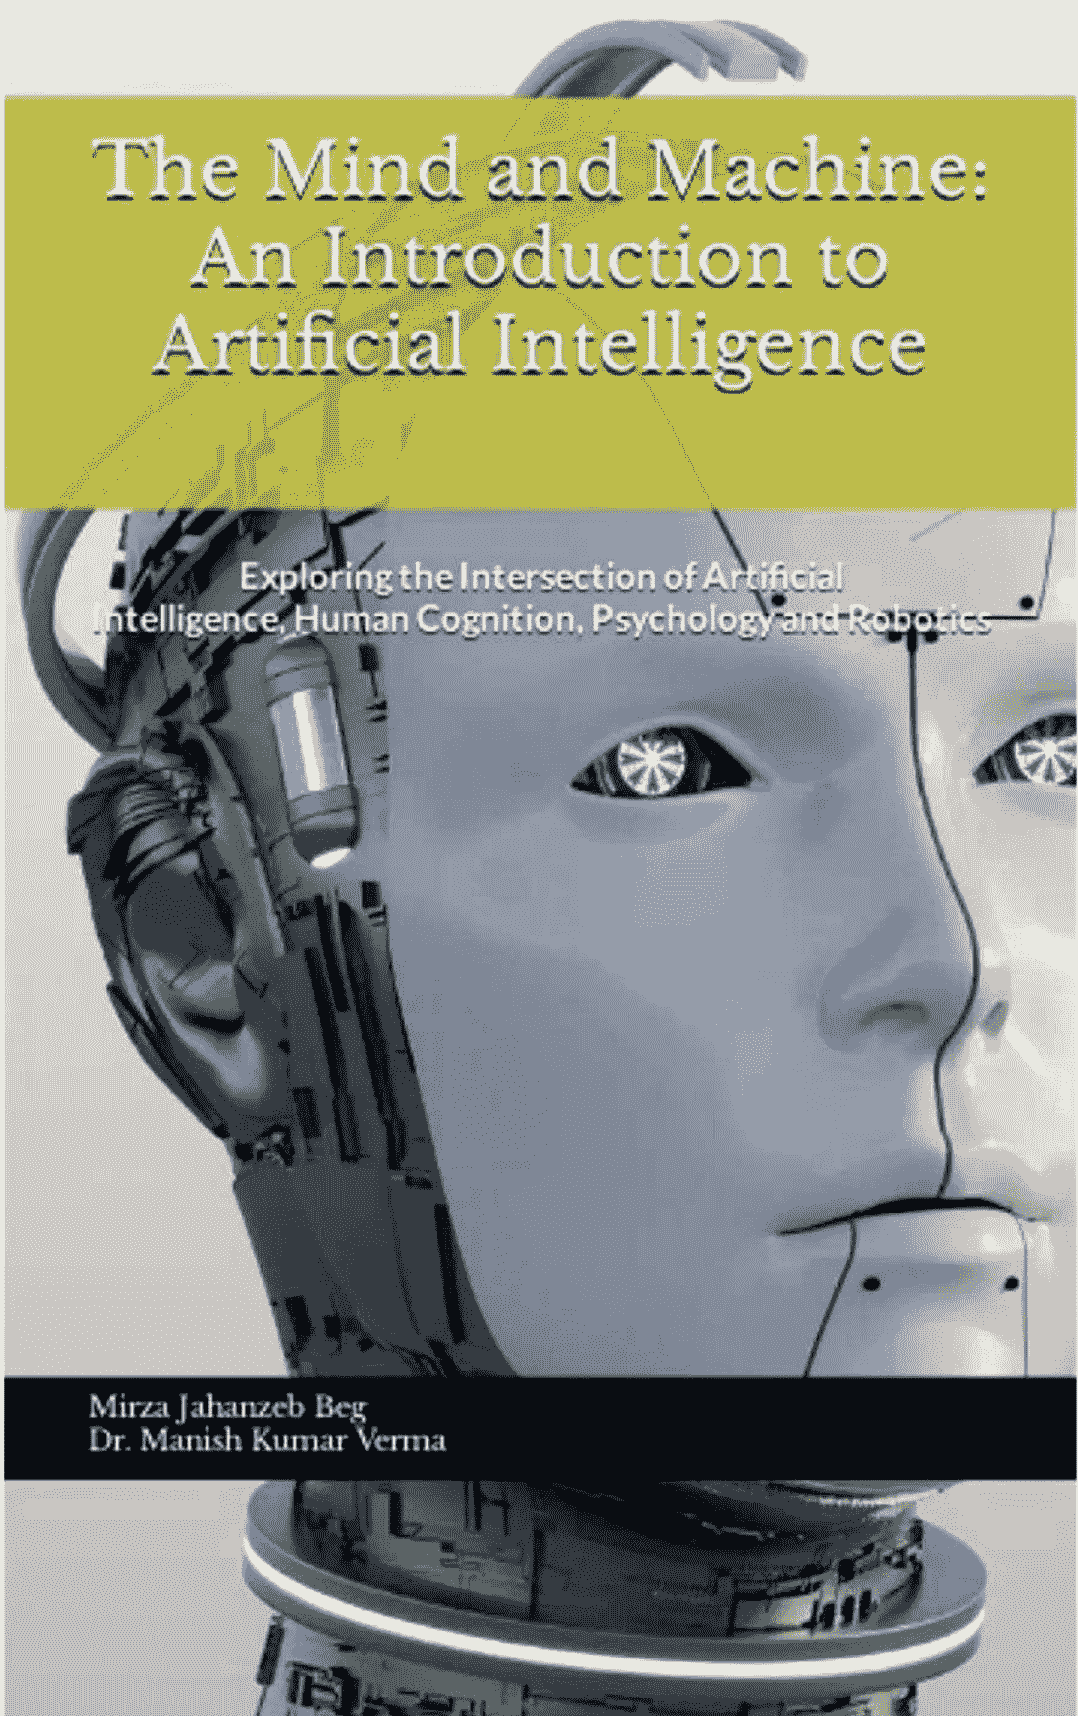 The Mind and Machine:
An Introduction to
Artificial Intelligence
Exploring the Intersection of Artificial
Intelligence, Human Cognition, Psychology and Robotics
Mirza Jahanzeb Beg
Dr. Manish Kumar Verma